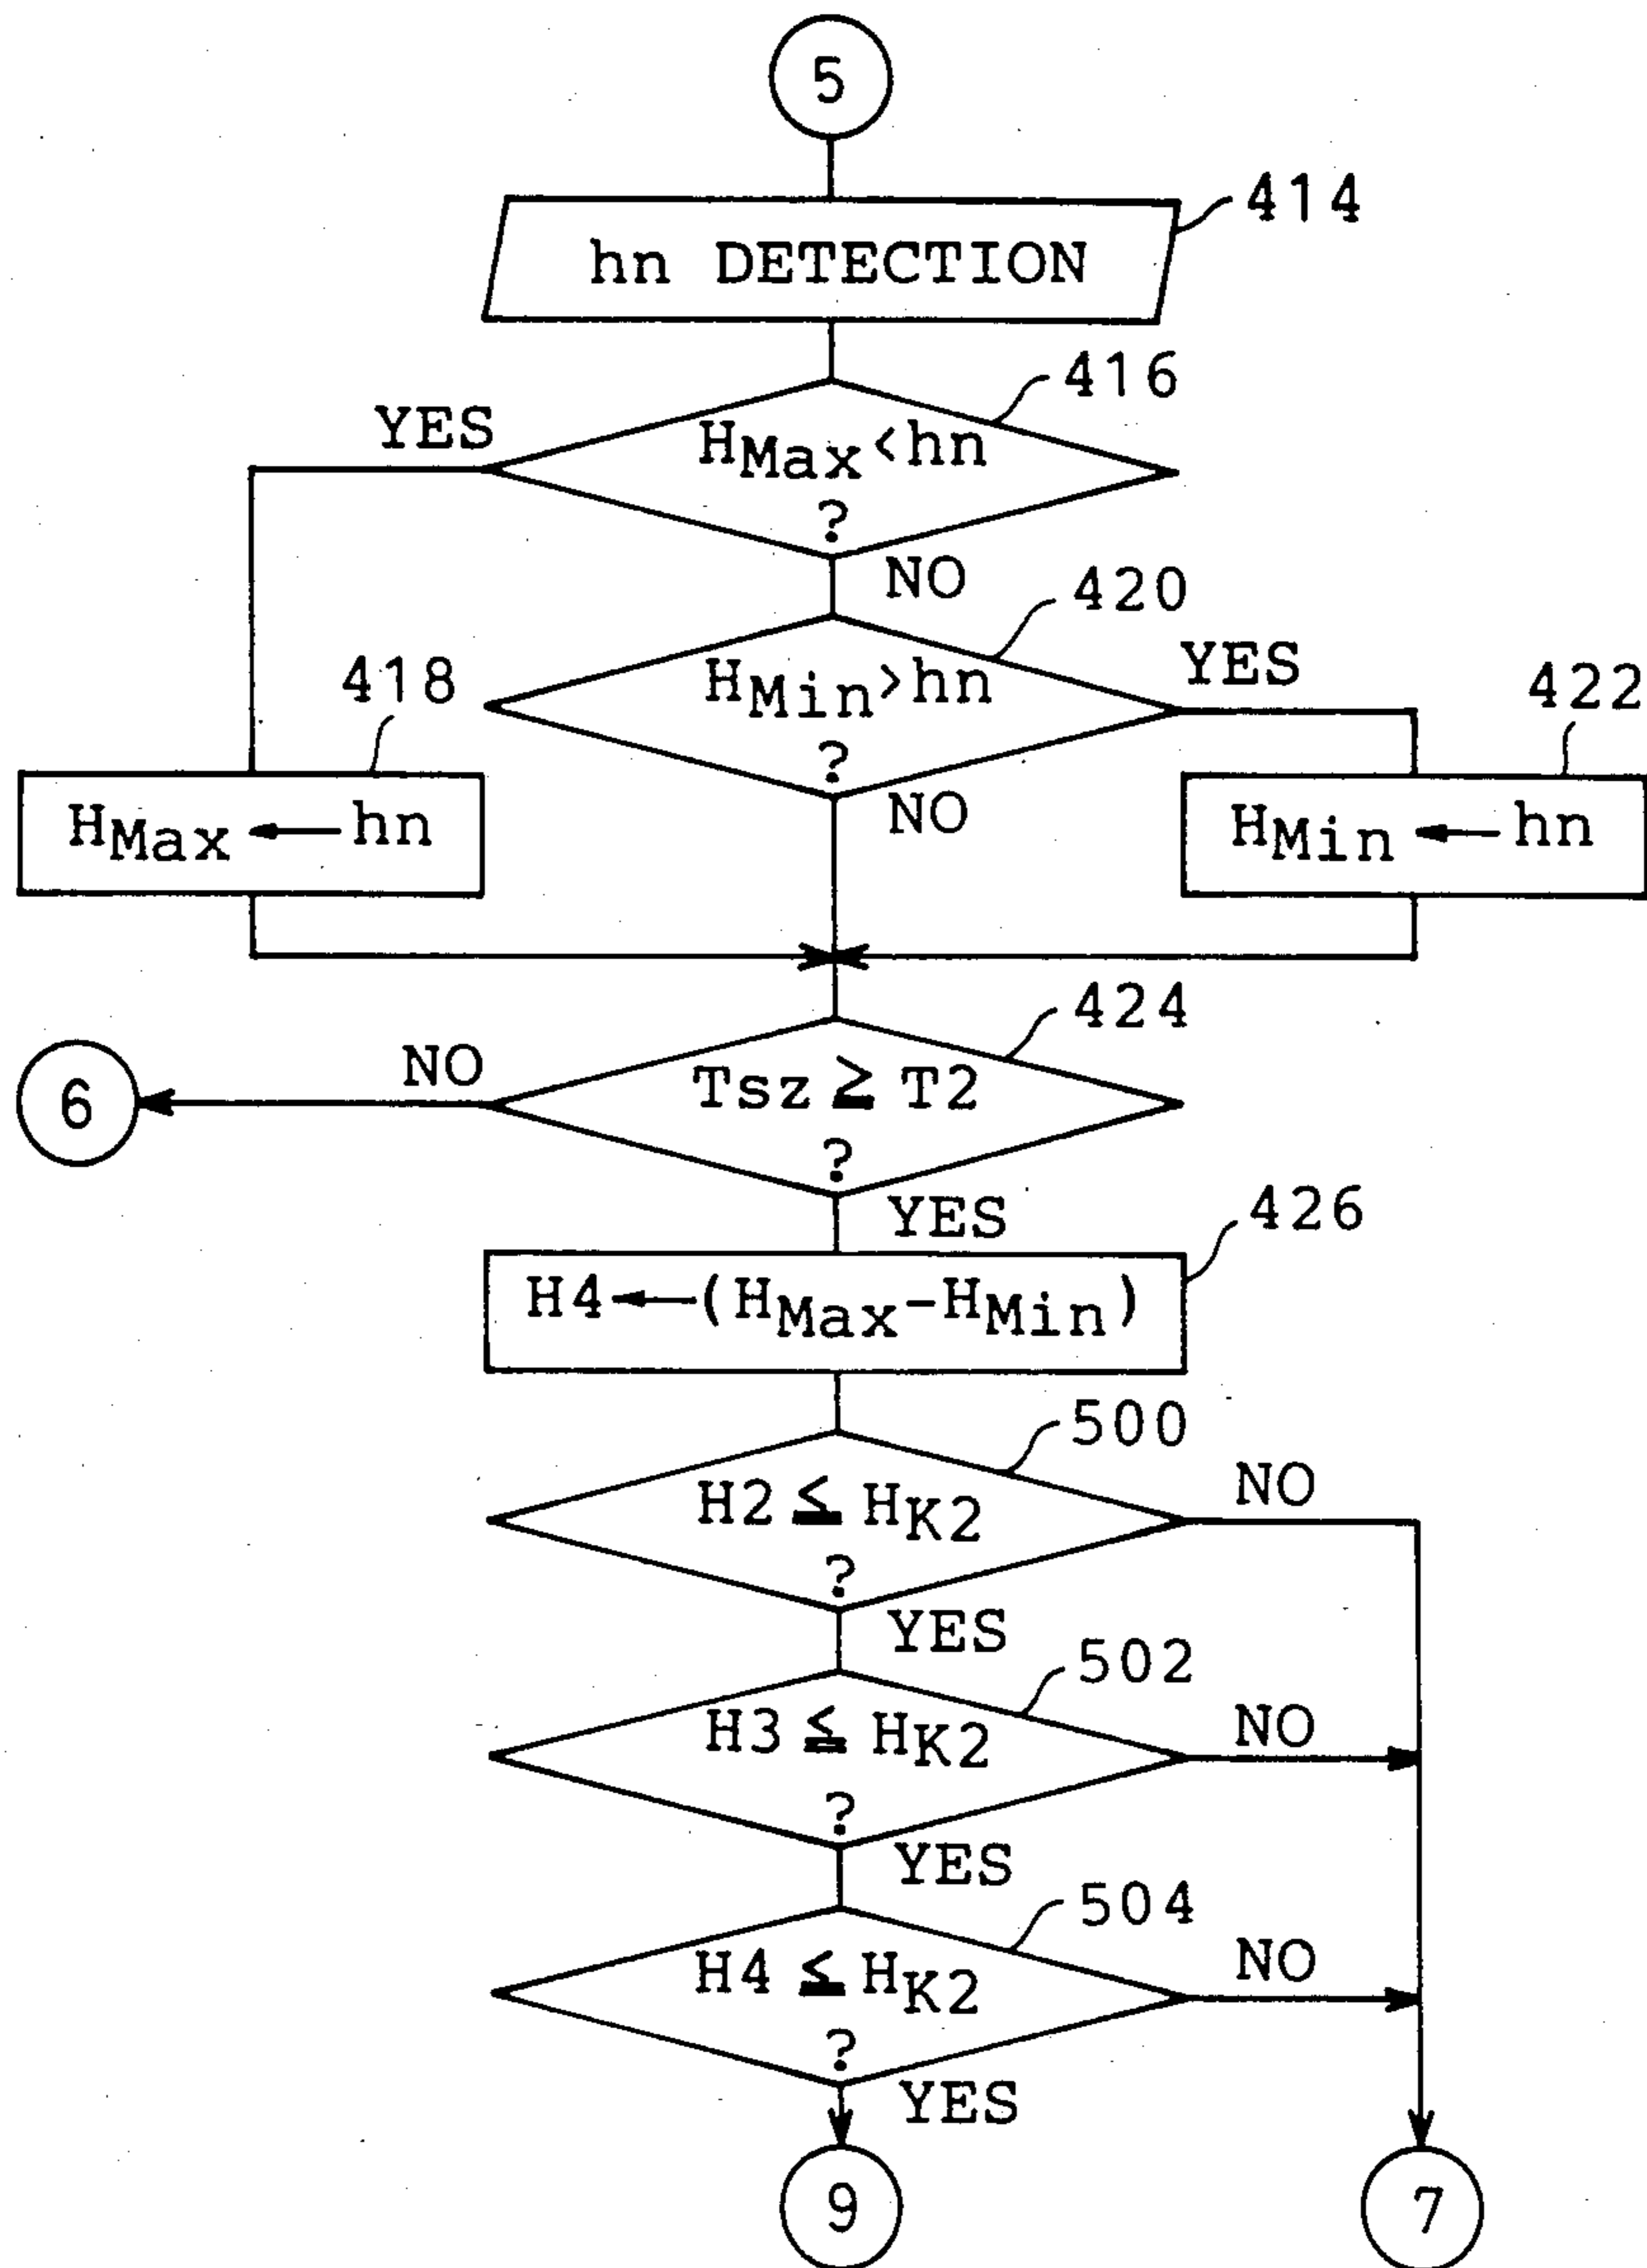 5
414
hn DETECTION
416
YES
HMax<hn
?
NO
420
YES
HMin>hn
?
NO
418
422
HMax ← hn
HMin ← hn
424
NO
6
Tsz ≧ T2
?
YES
426
H4←(HMax-HMin)
500
NO
H2 ≦ HK2
?
YES
502
NO
H3 ≦ HK2
?
YES
504
NO
H4 ≦ HK2
?
YES
9
7